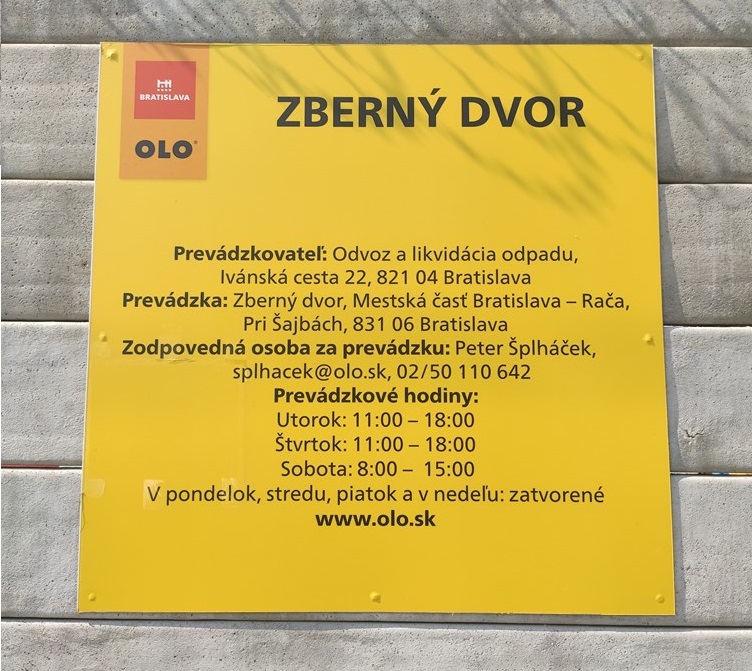 BRATISLAVA
OLO®
ZBERNÝ DVOR
Prevádzkovateľ: Odvoz a likvidácia odpadu,
Ivánská cesta 22, 821 04 Bratislava
Prevádzka: Zberný dvor, Mestská časť Bratislava – Rača,
Pri Šajbách, 831 06 Bratislava
Zodpovedná osoba za prevádzku: Peter Šplháček,
splhacek@olo.sk, 02/50 110 642
Prevádzkové hodiny:
Utorok: 11:00 – 18:00
Štvrtok: 11:00 – 18:00
Sobota: 8:00 – 15:00
V pondelok, stredu, piatok a v nedeľu: zatvorené
www.olo.sk